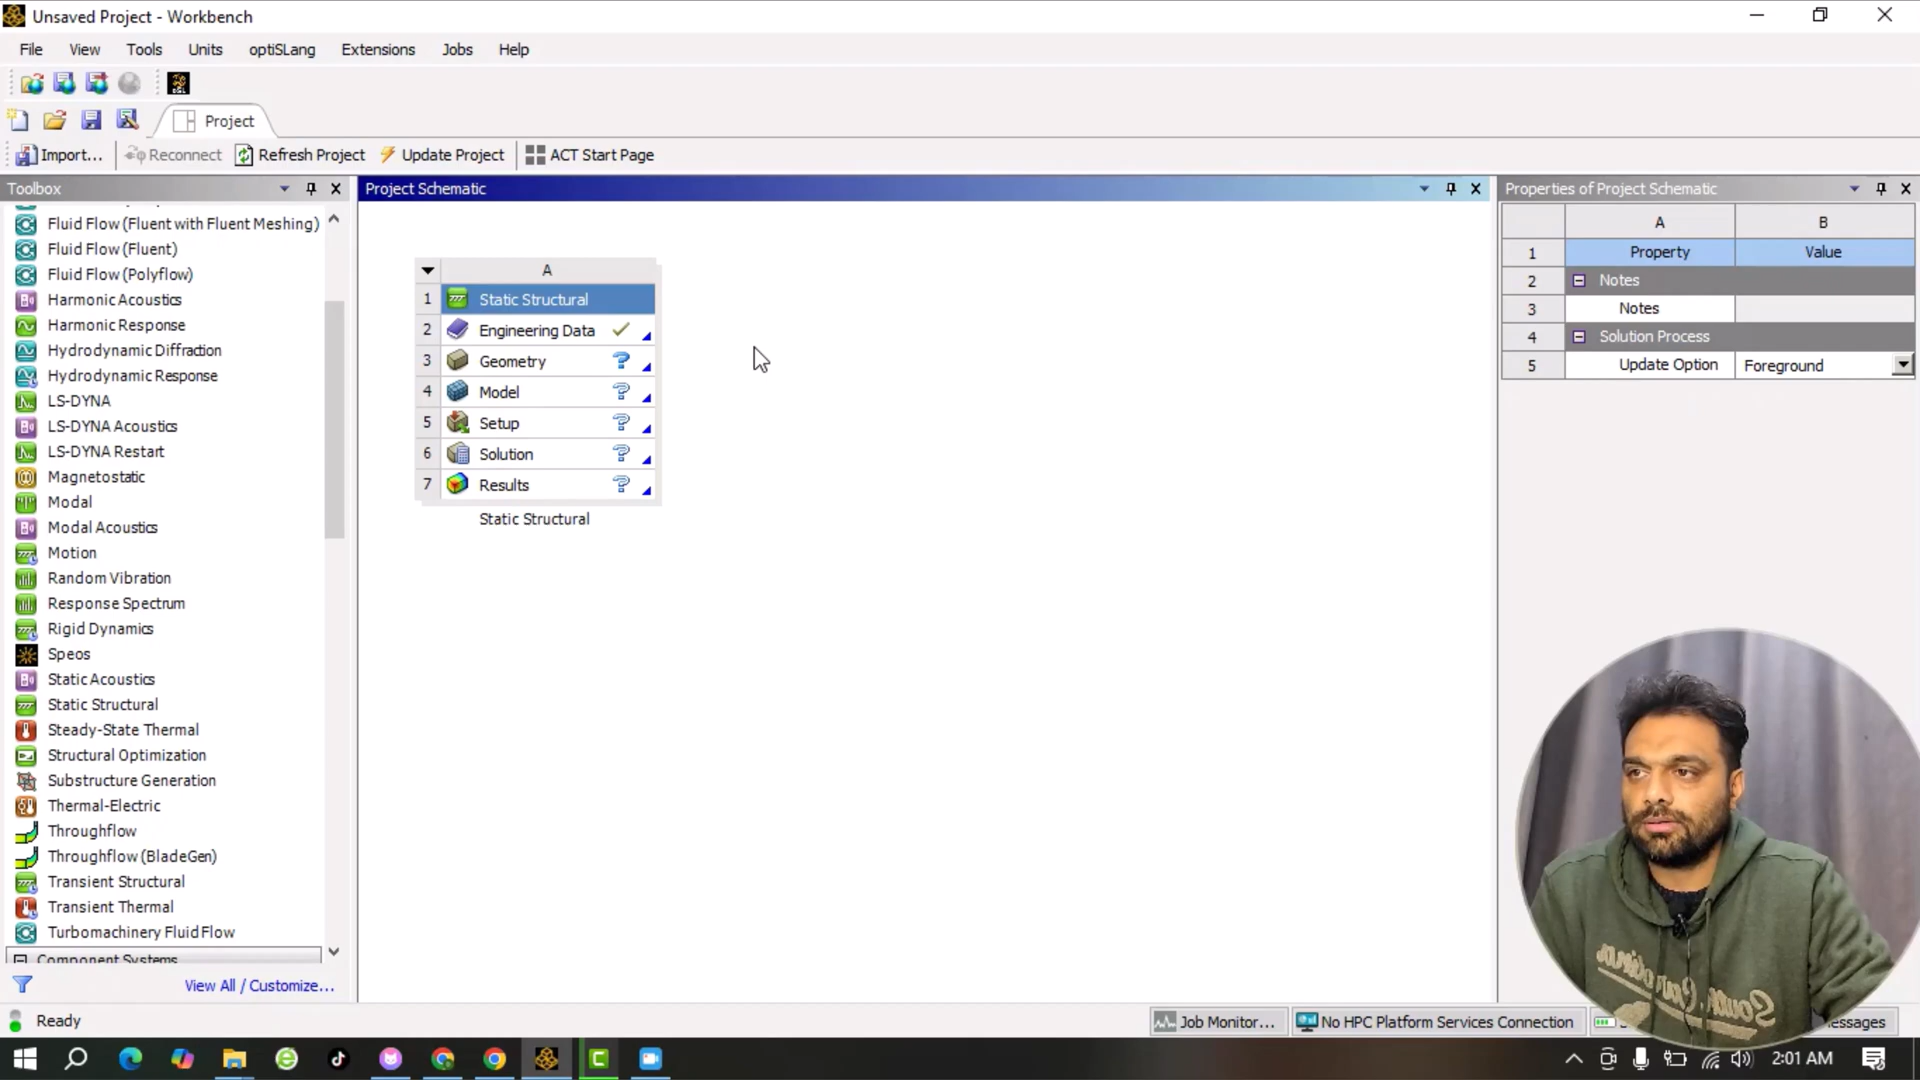 Unsaved Project - Workbench
File View Tools Units optiSLang Extensions Jobs Help
Project
Import... Reconnect Refresh Project Update Project ACT Start Page
Toolbox
Fluid Flow (Fluent with Fluent Meshing)
Fluid Flow (Fluent)
Fluid Flow (Polyflow)
Harmonic Acoustics
Harmonic Response
Hydrodynamic Diffraction
Hydrodynamic Response
LS-DYNA
LS-DYNA Acoustics
LS-DYNA Restart
Magnetostatic
Modal
Modal Acoustics
Motion
Random Vibration
Response Spectrum
Rigid Dynamics
Speos
Static Acoustics
Static Structural
Steady-State Thermal
Structural Optimization
Substructure Generation
Thermal-Electric
Throughflow
Throughflow (BladeGen)
Transient Structural
Transient Thermal
Turbomachinery Fluid Flow
Component Systems
View All / Customize...
Project Schematic
A
1 Static Structural
2 Engineering Data
3 Geometry ?
4 Model ?
5 Setup ?
6 Solution ?
7 Results ?
Static Structural
Properties of Project Schematic
A B
1 Property Value
2 Notes
3 Notes
4 Solution Process
5 Update Option Foreground
Ready
Job Monitor... No HPC Platform Services Connection
2:01 AM